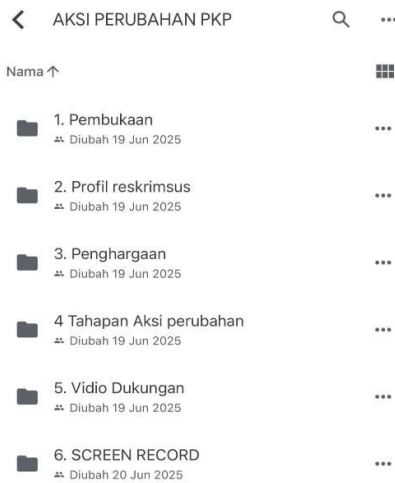 AKSI PERUBAHAN PKP
Nama
1. Pembukaan
Diubah 19 Jun 2025
2. Profil reskrimsus
Diubah 19 Jun 2025
3. Penghargaan
Diubah 19 Jun 2025
4 Tahapan Aksi perubahan
Diubah 19 Jun 2025
5. Vidio Dukungan
Diubah 19 Jun 2025
6. SCREEN RECORD
Diubah 20 Jun 2025